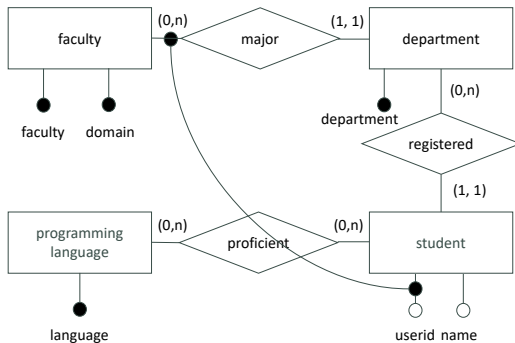 (0,n)
(1, 1)
faculty
major
department
(0,n)
faculty
domain
department
registered
(1, 1)
(0,n)
(0,n)
programming
language
proficient
student
language
userid name